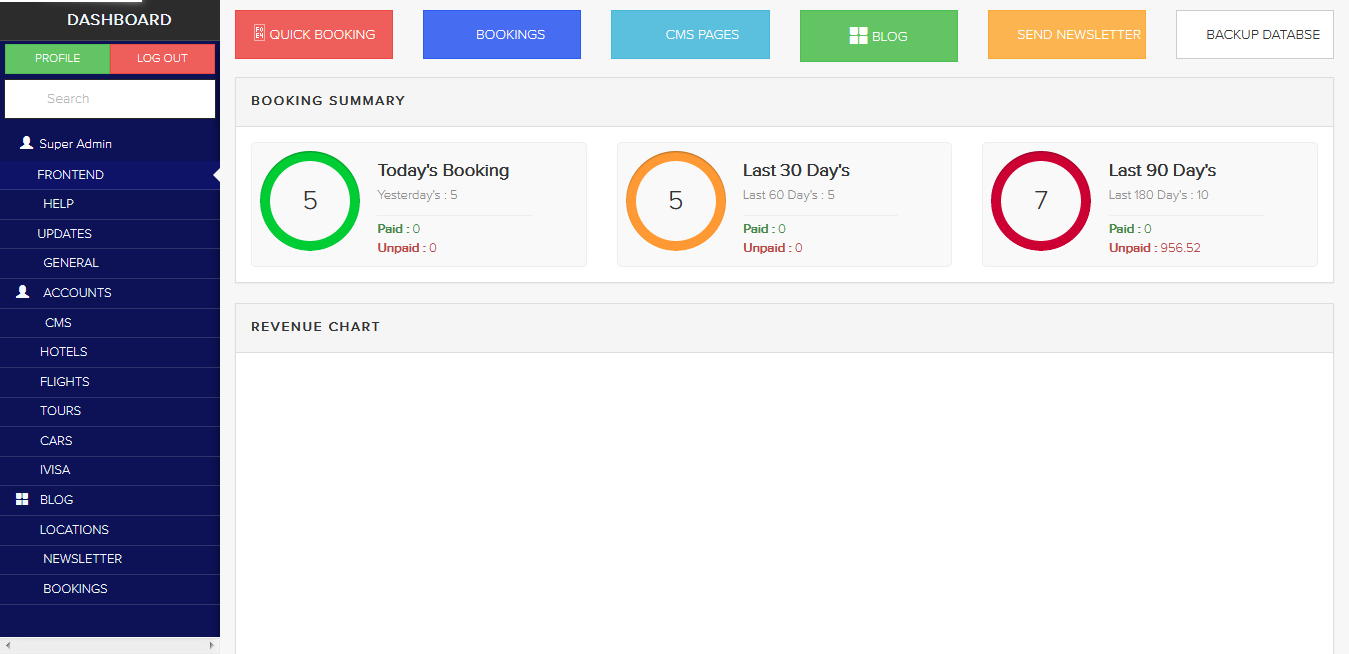 DASHBOARD
PROFILE LOG OUT
Search
Super Admin
FRONTEND
HELP
UPDATES
GENERAL
ACCOUNTS
CMS
HOTELS
FLIGHTS
TOURS
CARS
IVISA
BLOG
LOCATIONS
NEWSLETTER
BOOKINGS
QUICK BOOKING BOOKINGS CMS PAGES BLOG SEND NEWSLETTER BACKUP DATABSE
BOOKING SUMMARY
5
Today's Booking
Yesterday's : 5
Paid : 0
Unpaid : 0
5
Last 30 Day's
Last 60 Day's : 5
Paid : 0
Unpaid : 0
7
Last 90 Day's
Last 180 Day's : 10
Paid : 0
Unpaid : 956.52
REVENUE CHART